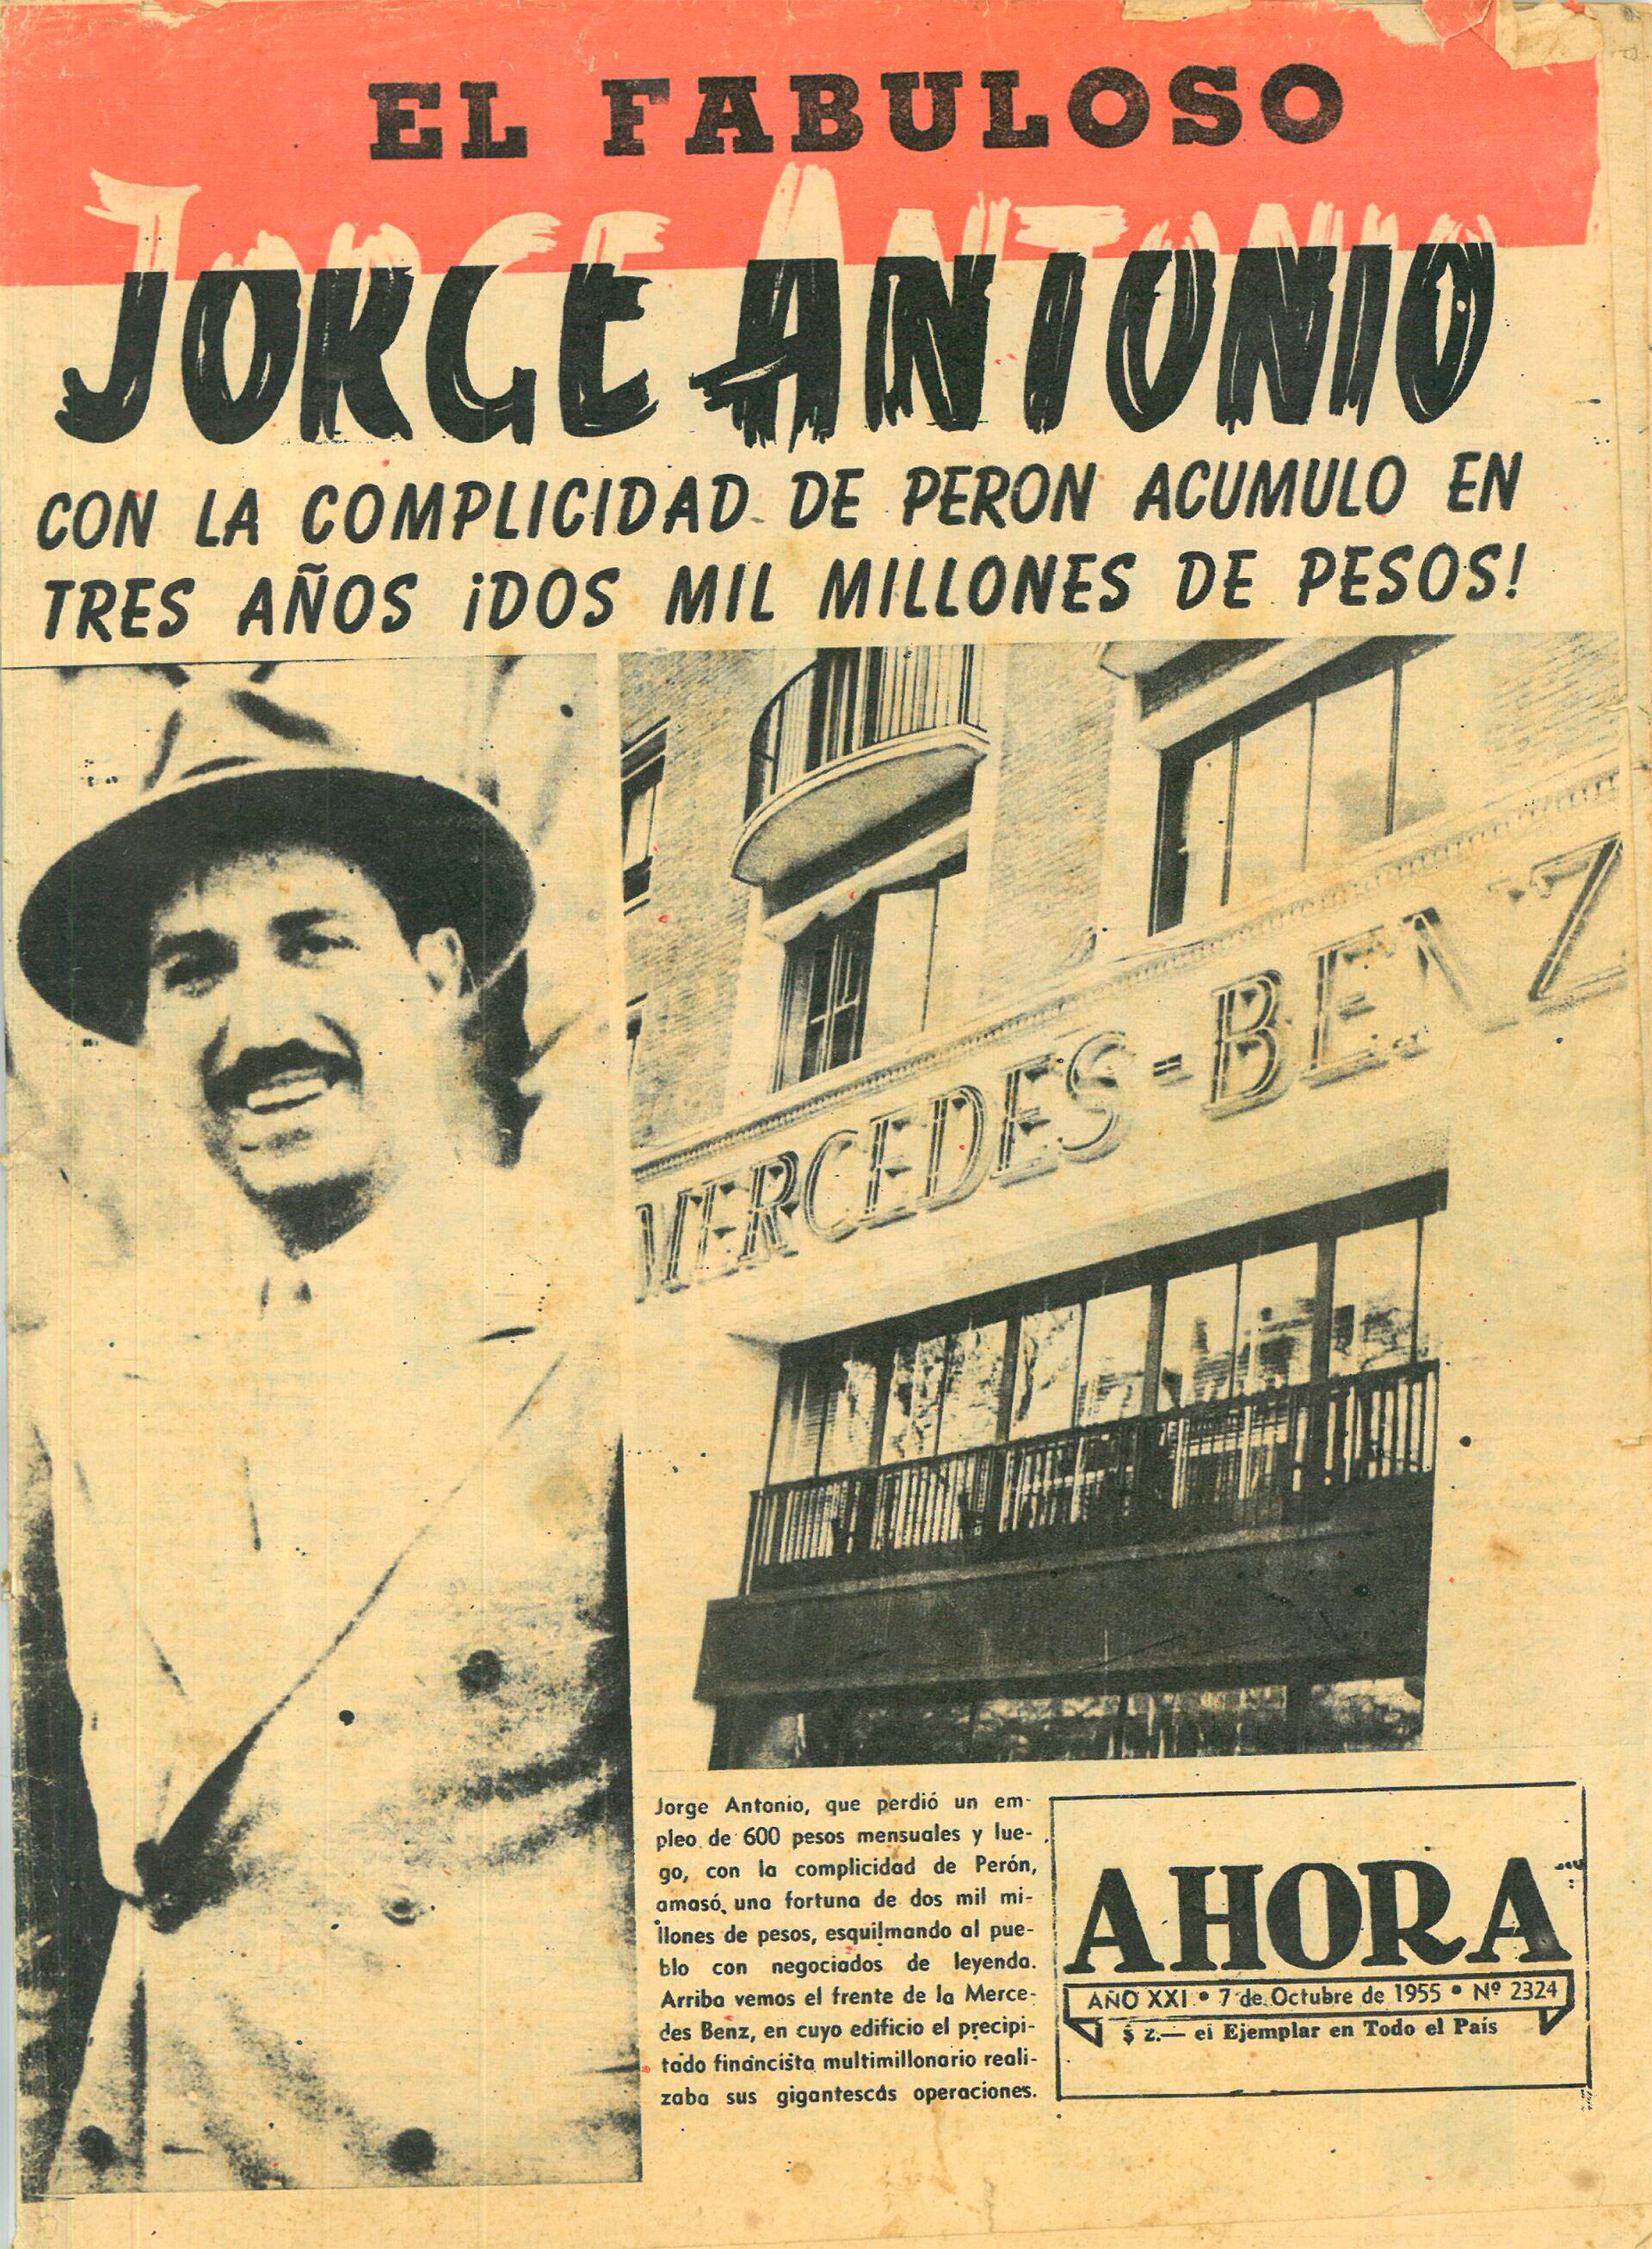 EL FABULOSO
JORGE ANTONIO
CON LA COMPLICIDAD DE PERON ACUMULO EN
TRES AÑOS ¡DOS MIL MILLONES DE PESOS!
MERCEDES-BENZ
Jorge Antonio, que perdió un em-
pleo de 600 pesos mensuales y lue-
go, con la complicidad de Perón,
amasó una fortuna de dos mil mi-
llones de pesos, esquilmando al pue-
blo con negociados de leyenda.
Arriba vemos el frente de la Merce-
des Benz, en cuyo edificio el precipi-
tado financista multimillonario reali-
zaba sus gigantescas operaciones.
AHORA
AÑO XXI • 7 de Octubre de 1955 • Nº 2324
$ 2.— el Ejemplar en Todo el País